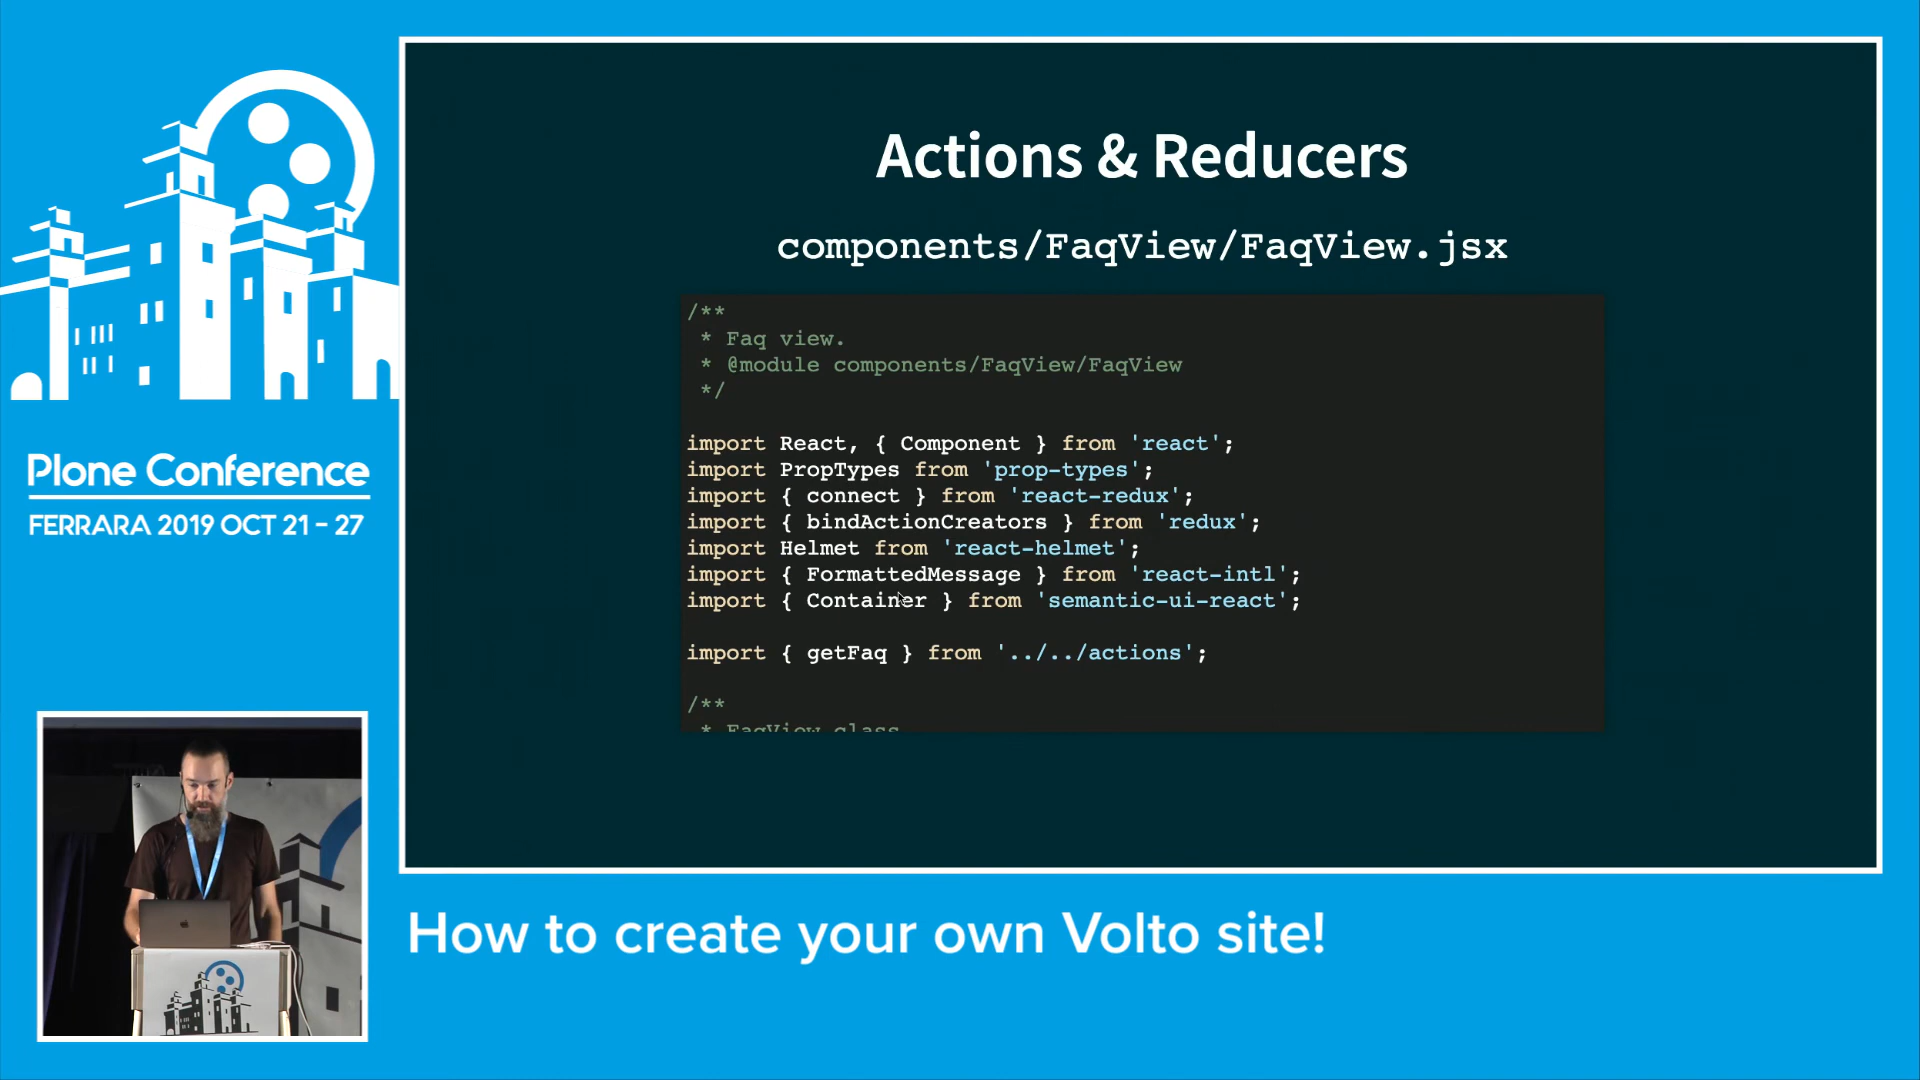 Plone Conference
FERRARA 2019 OCT 21 - 27
Actions & Reducers
components/FaqView/FaqView.jsx
/**
 * Faq view.
 * @module components/FaqView/FaqView
 */
import React, { Component } from 'react';
import PropTypes from 'prop-types';
import { connect } from 'react-redux';
import { bindActionCreators } from 'redux';
import Helmet from 'react-helmet';
import { FormattedMessage } from 'react-intl';
import { Container } from 'semantic-ui-react';
import { getFaq } from '../../actions';
/**
 * FaqView class
How to create your own Volto site!